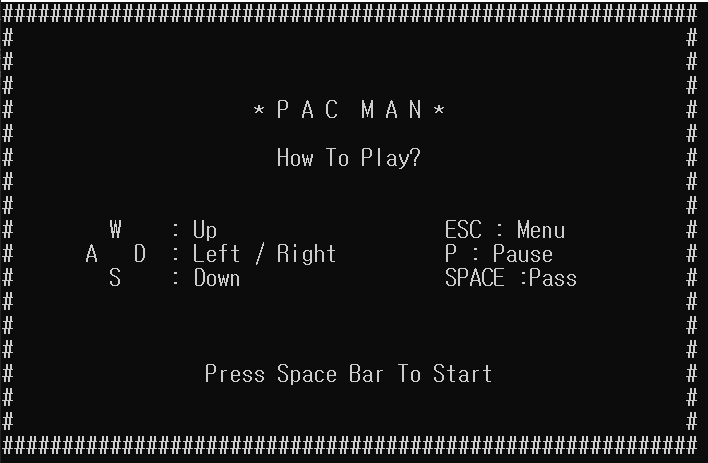 ##########################################################
* P A C  M A N *
How To Play?
W : Up ESC : Menu
A D : Left / Right P : Pause
S : Down SPACE :Pass
Press Space Bar To Start
##########################################################